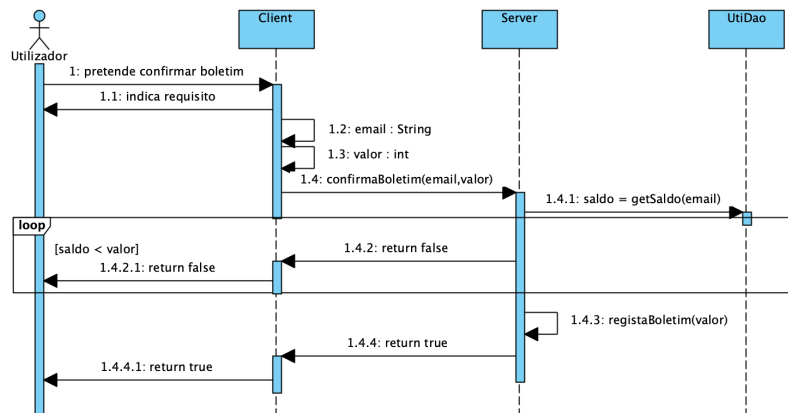 Client
Server
UtiDao
Utilizador
1: pretende confirmar boletim
1.1: indica requisito
1.2: email : String
1.3: valor : int
1.4: confirmaBoletim(email,valor)
1.4.1: saldo = getSaldo(email)
loop
[saldo < valor]
1.4.2: return false
1.4.2.1: return false
1.4.3: registaBoletim(valor)
1.4.4: return true
1.4.4.1: return true